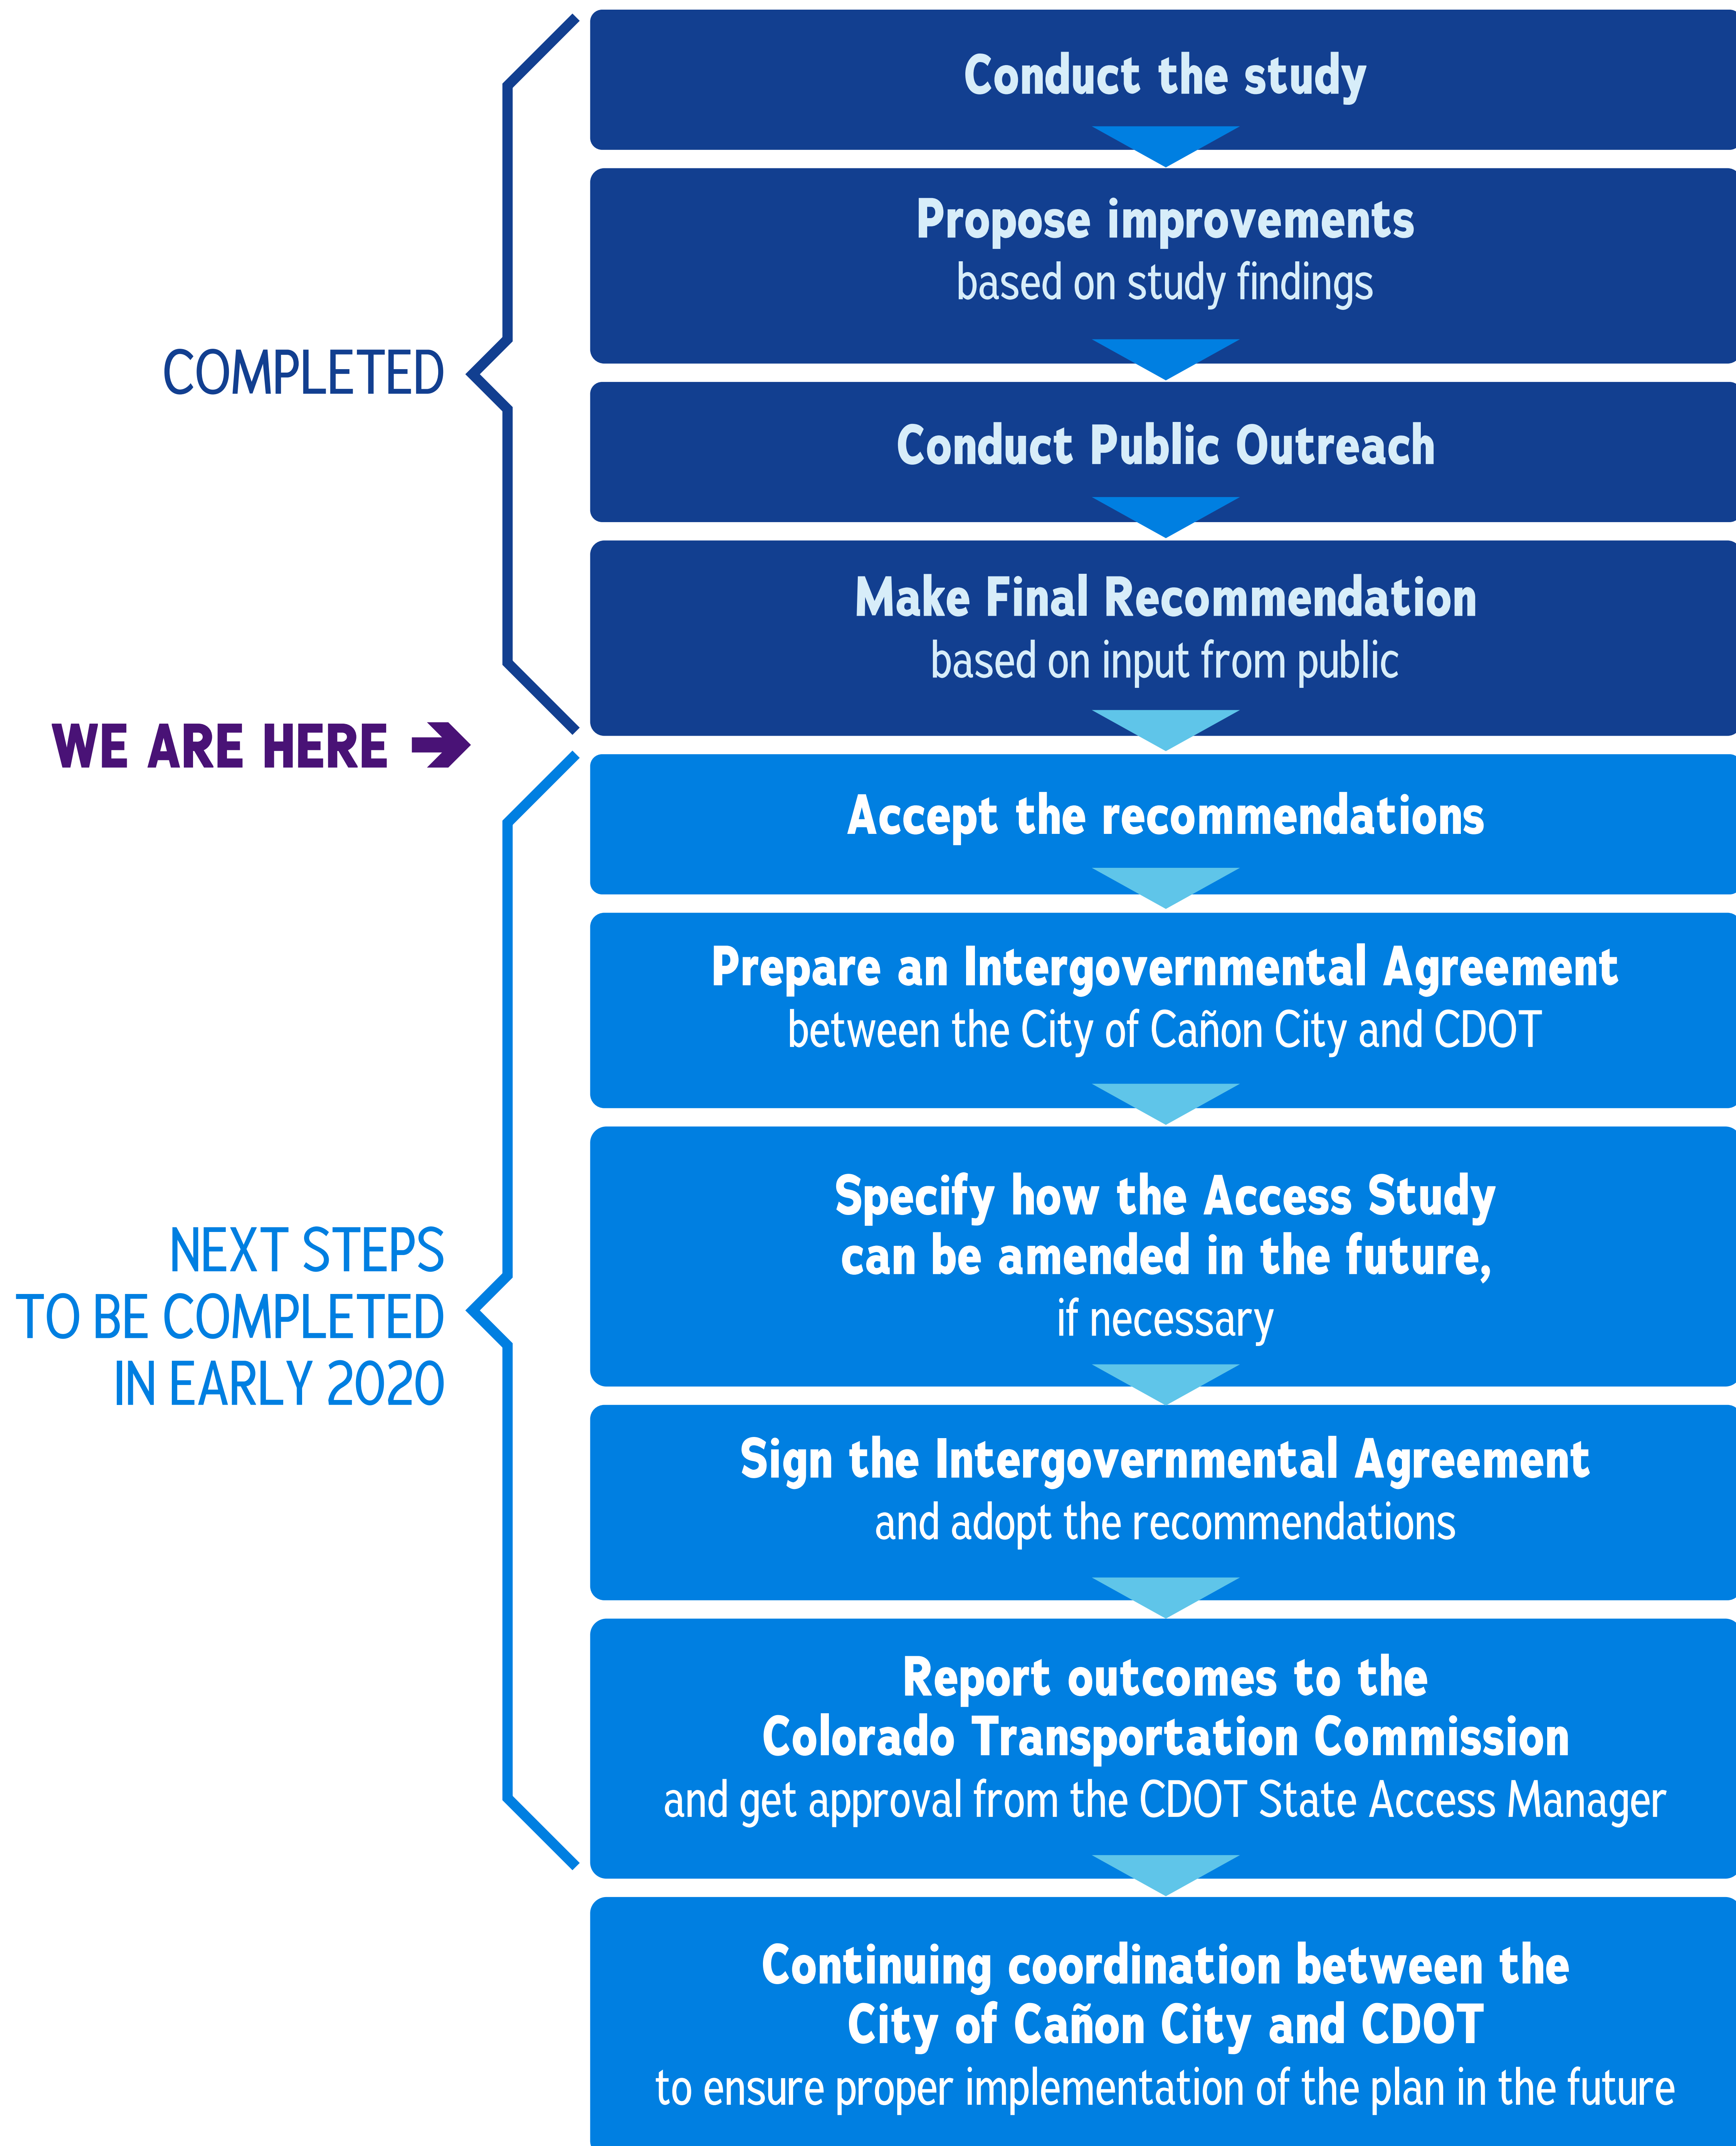 Conduct the study
Propose improvements
based on study findings
COMPLETED
Conduct Public Outreach
Make Final Recommendation
based on input from public
WE ARE HERE
Accept the recommendations
Prepare an Intergovernmental Agreement
between the City of Cañon City and CDOT
NEXT STEPS
TO BE COMPLETED
IN EARLY 2020
Specify how the Access Study
can be amended in the future,
if necessary
Sign the Intergovernmental Agreement
and adopt the recommendations
Report outcomes to the
Colorado Transportation Commission
and get approval from the CDOT State Access Manager
Continuing coordination between the
City of Cañon City and CDOT
to ensure proper implementation of the plan in the future